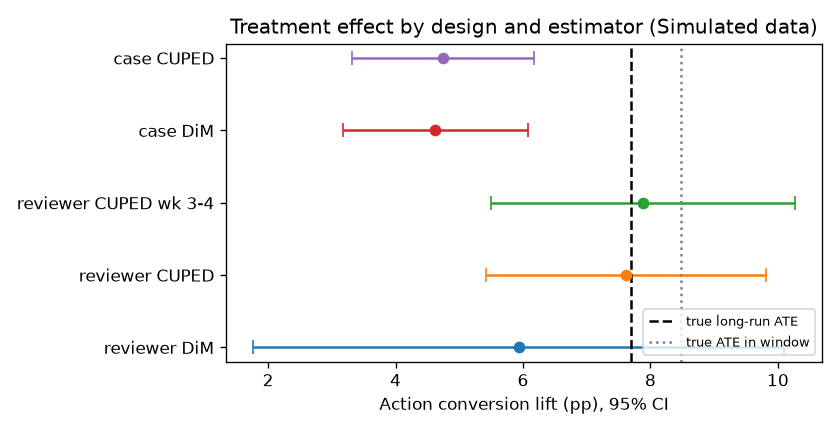 Treatment effect by design and estimator (Simulated data)
case CUPED
case DiM
reviewer CUPED wk 3-4
reviewer CUPED
reviewer DiM
true long-run ATE
true ATE in window
2 4 6 8 10
Action conversion lift (pp), 95% CI